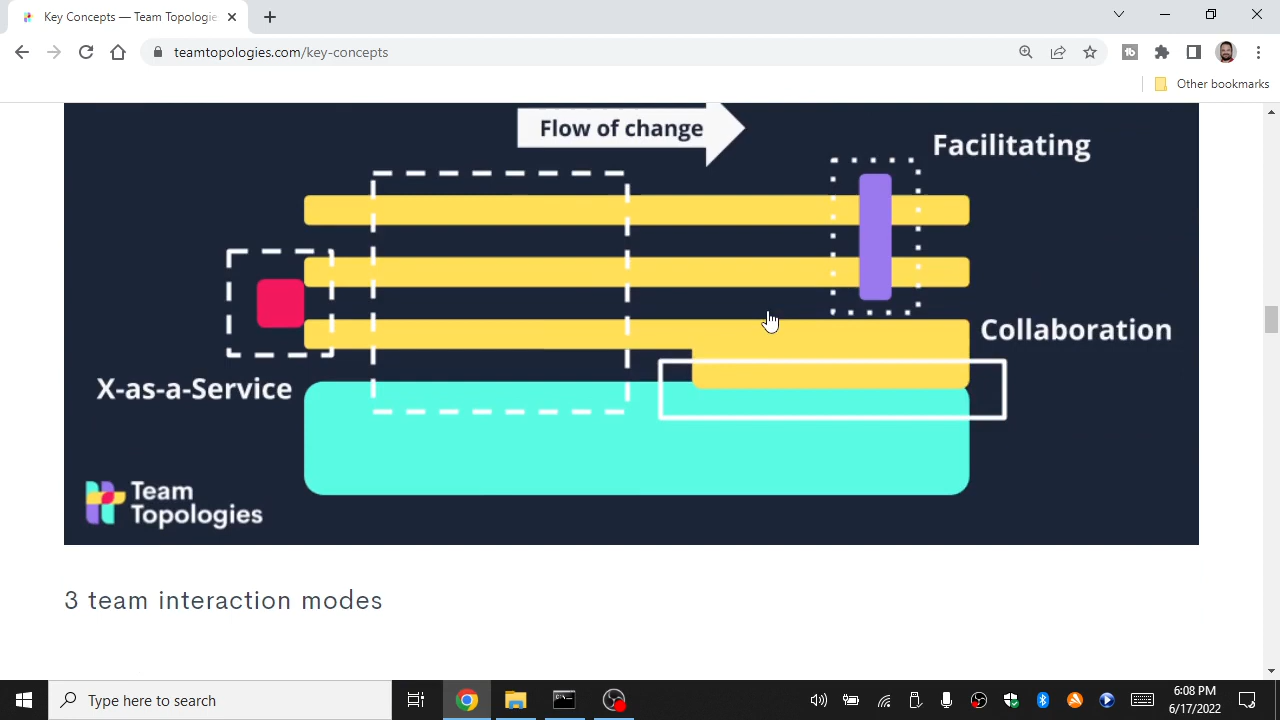 Key Concepts — Team Topologie
teamtopologies.com/key-concepts
Other bookmarks
Flow of change
Facilitating
Collaboration
X-as-a-Service
Team
Topologies
3 team interaction modes
Type here to search
6:08 PM
6/17/2022